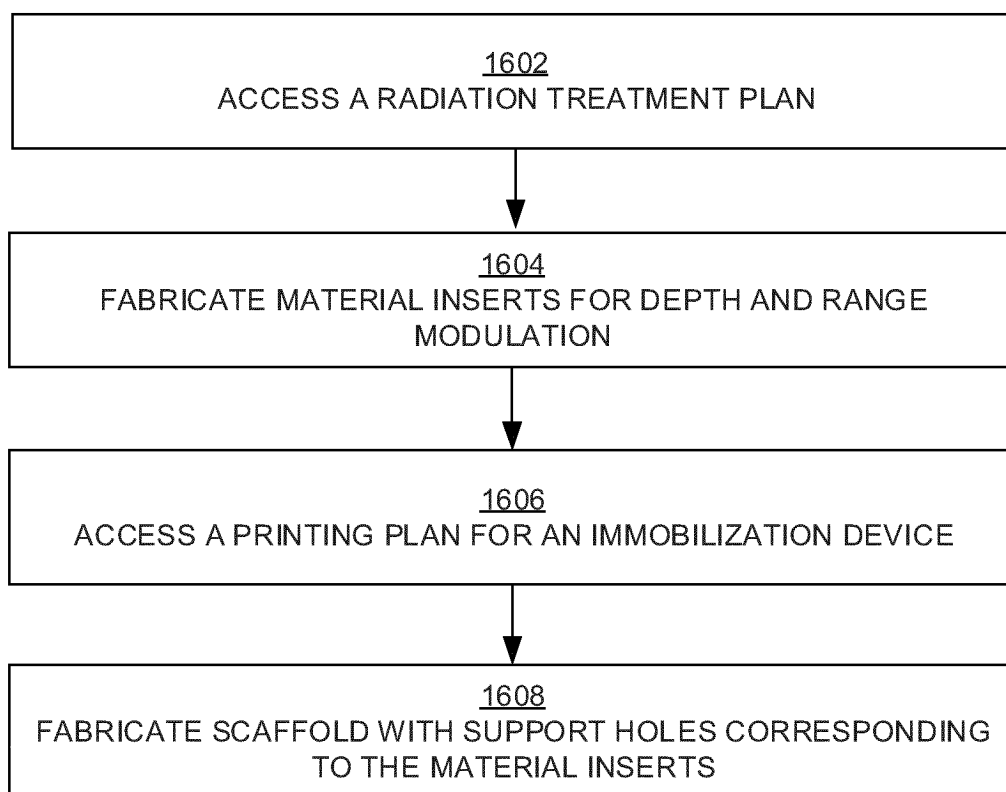 1602
ACCESS A RADIATION TREATMENT PLAN
1604
FABRICATE MATERIAL INSERTS FOR DEPTH AND RANGE
MODULATION
1606
ACCESS A PRINTING PLAN FOR AN IMMOBILIZATION DEVICE
1608
FABRICATE SCAFFOLD WITH SUPPORT HOLES CORRESPONDING
TO THE MATERIAL INSERTS